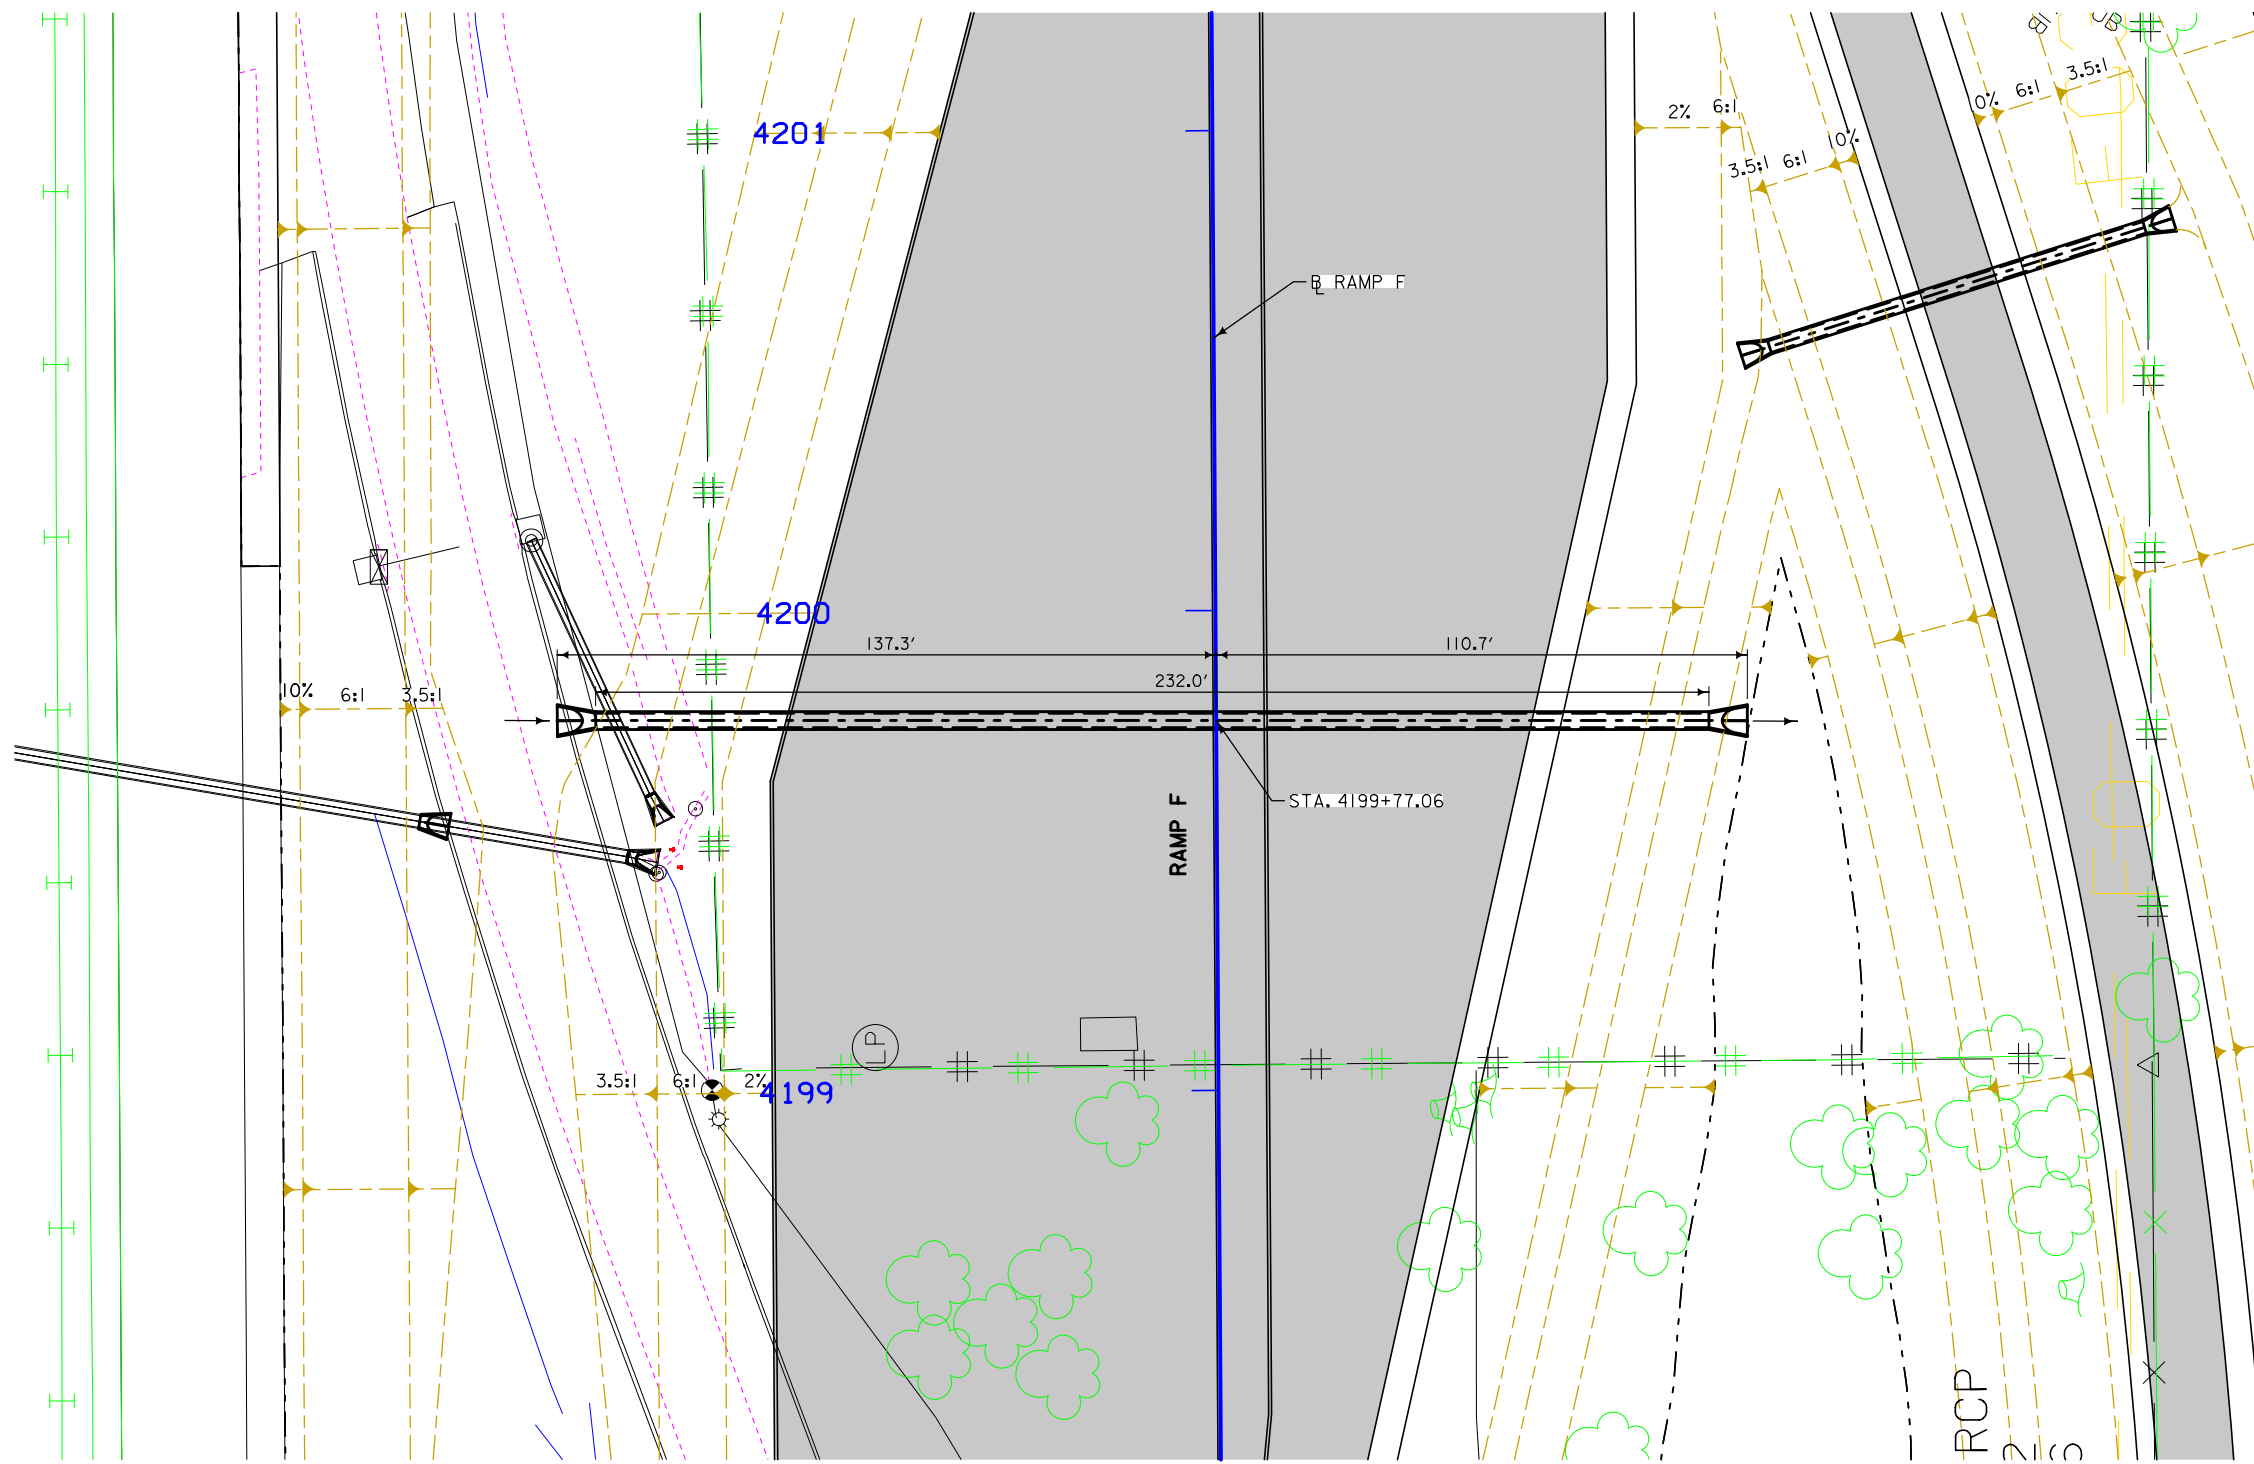 4201
2% 6:1
3.5:1 6:1 10%
0% 6:1 3.5:1
B RAMP F
4200
137.3' 110.7'
232.0'
10% 6:1 3.5:1
STA. 4199+77.06
RAMP F
LP
3.5:1 6:1 2%
4199
RCP